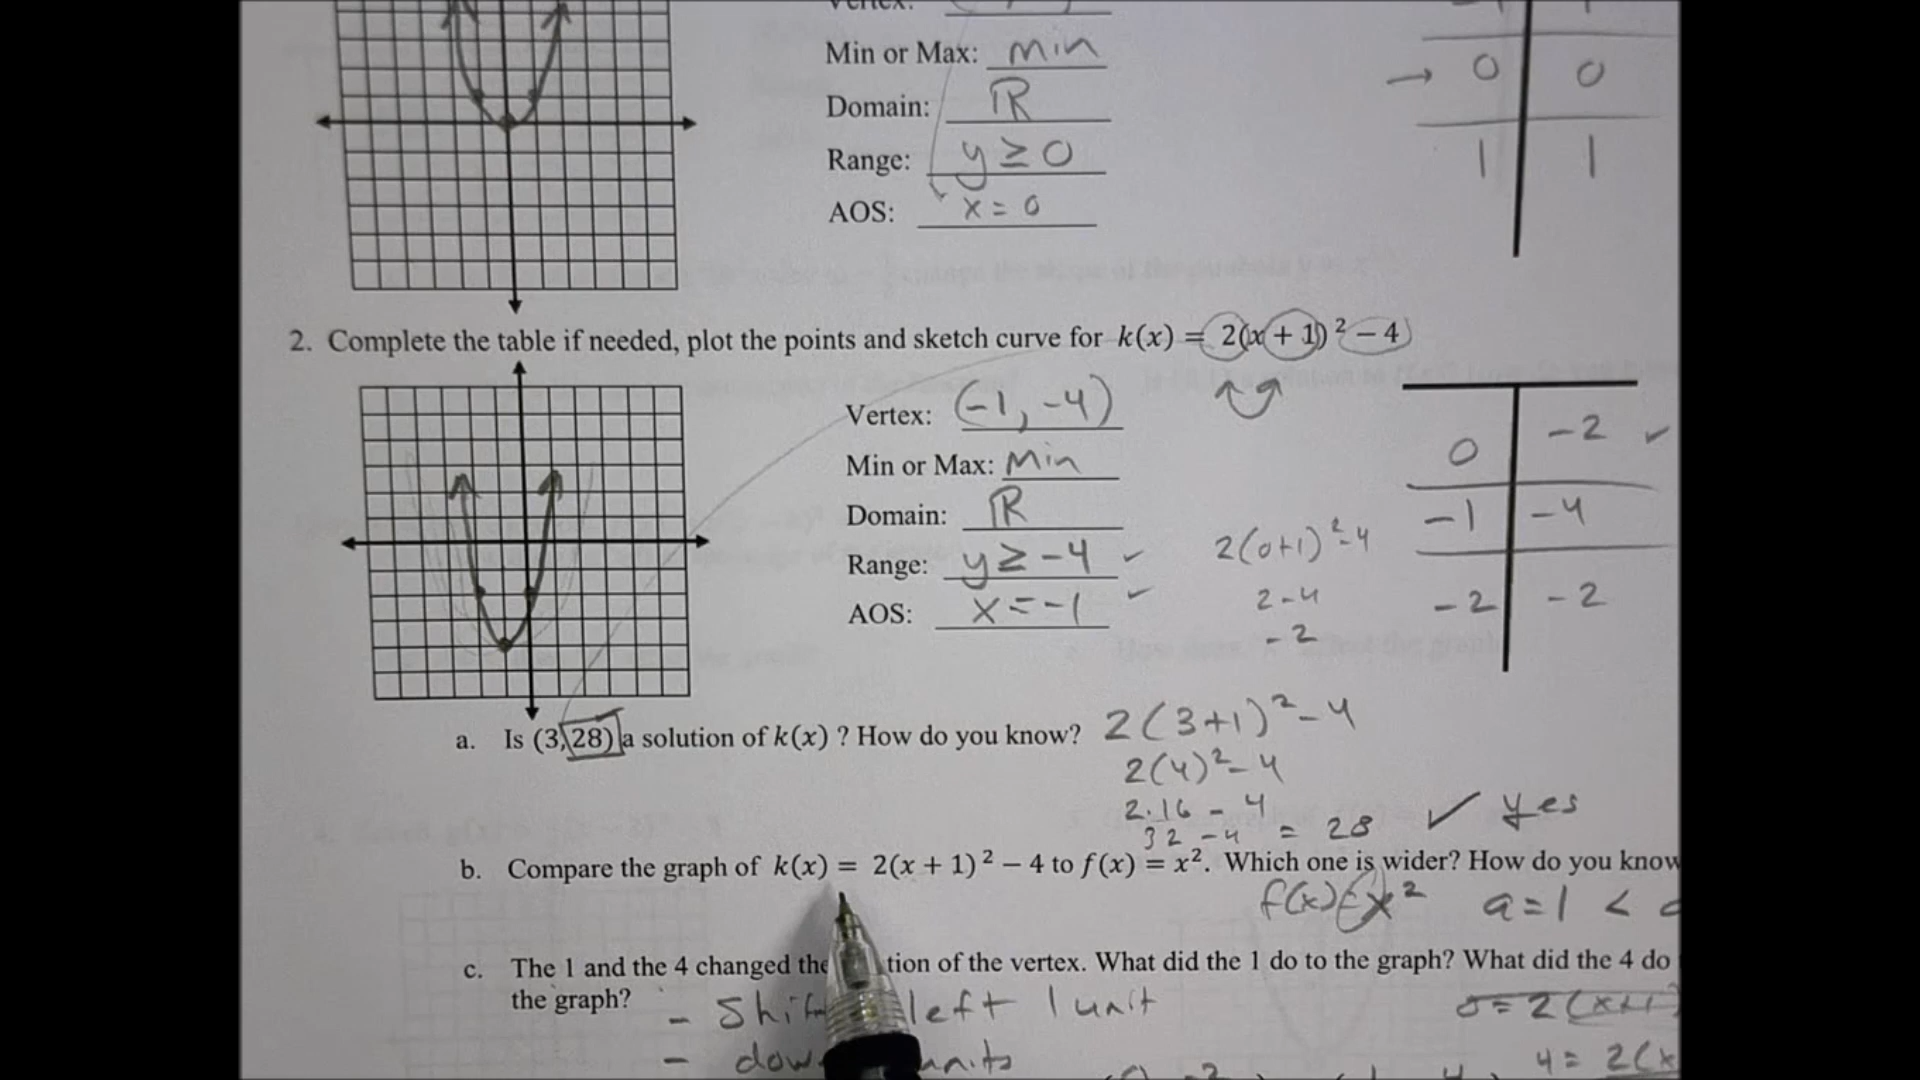 Min or Max: Min
Domain: ℝ
Range: y ≥ 0
AOS: x = 0
0 0
1 1
2. Complete the table if needed, plot the points and sketch curve for k(x) = 2(x + 1)² – 4
Vertex: (-1, -4)
Min or Max: Min
Domain: ℝ
Range: y ≥ -4 ✓
AOS: x = -1 ✓
2(0+1)²-4
2-4
-2
0 -2 ✓
-1 -4
-2 -2
a. Is (3,28) a solution of k(x) ? How do you know?
2(3+1)²-4
2(4)²-4
2·16 - 4
32 -4 = 28 ✓ yes
b. Compare the graph of k(x) = 2(x + 1)² – 4 to f(x) = x². Which one is wider? How do you know
f(x) = x² a=1 <
c. The 1 and the 4 changed the tion of the vertex. What did the 1 do to the graph? What did the 4 do
the graph?
- left 1 unit
0 = 2(x+1)
4 = 2(x